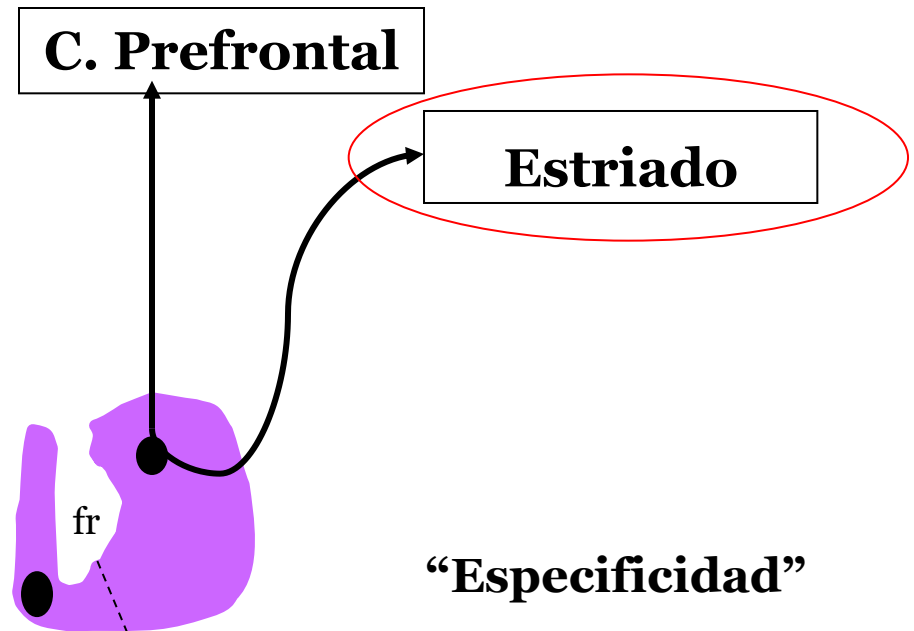 C. Prefrontal
Estriado
fr
“Especificidad”